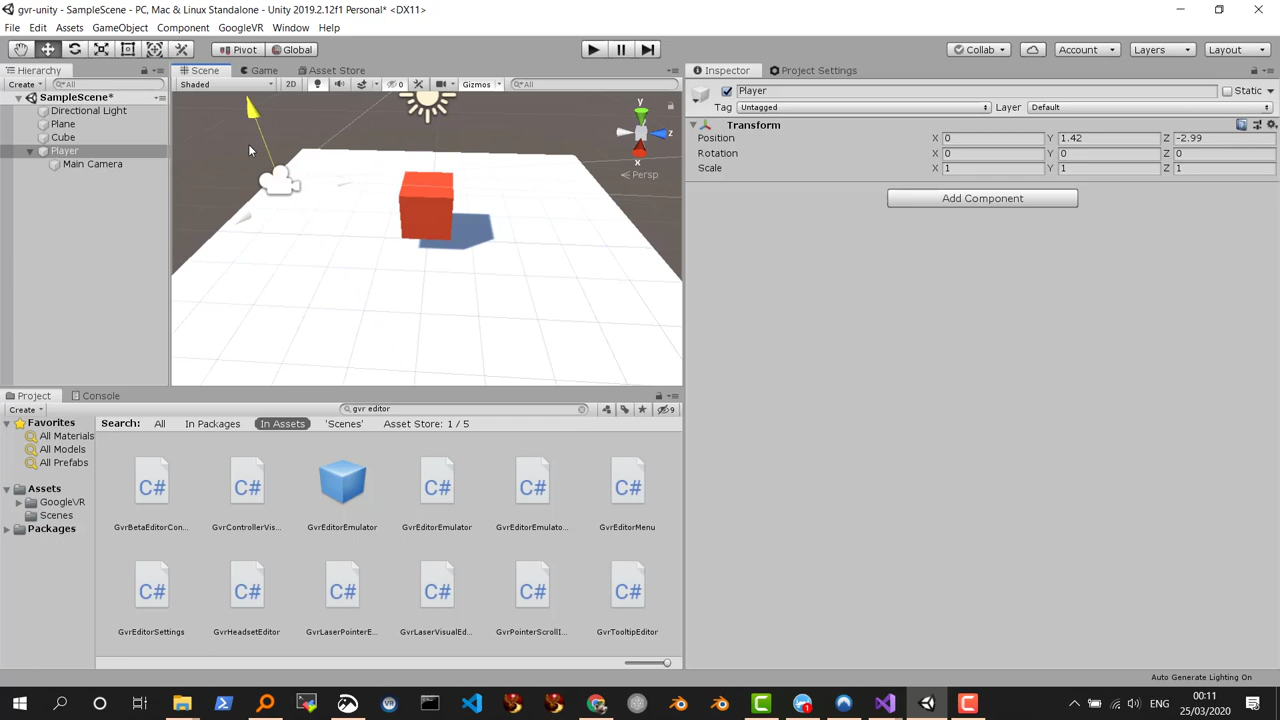 gvr-unity - SampleScene - PC, Mac & Linux Standalone - Unity 2019.2.12f1 Personal* <DX11>
File Edit Assets GameObject Component GoogleVR Window Help
Pivot Global Collab Account Layers Layout
Hierarchy Scene Game Asset Store Inspector Project Settings
Create All Shaded 2D 0 Gizmos All Player Static
SampleScene* Tag Untagged Layer Default
Directional Light
Plane
Cube
Player
Main Camera
y
z
x
Persp
Transform
Position X 0 Y 1.42 Z -2.99
Rotation X 0 Y 0 Z 0
Scale X 1 Y 1 Z 1
Add Component
Project Console
Create gvr editor 9
Favorites Search: All In Packages In Assets 'Scenes' Asset Store: 1 / 5
All Materials
All Models
All Prefabs
Assets
GoogleVR
Scenes
Packages
C# C# C# C# C#
GvrBetaEditorCon... GvrControllerVis... GvrEditorEmulator GvrEditorEmulator GvrEditorEmulato... GvrEditorMenu
C# C# C# C# C# C#
GvrEditorSettings GvrHeadsetEditor GvrLaserPointerE... GvrLaserVisualEd... GvrPointerScrollI... GvrTooltipEditor
Auto Generate Lighting On
00:11
25/03/2020